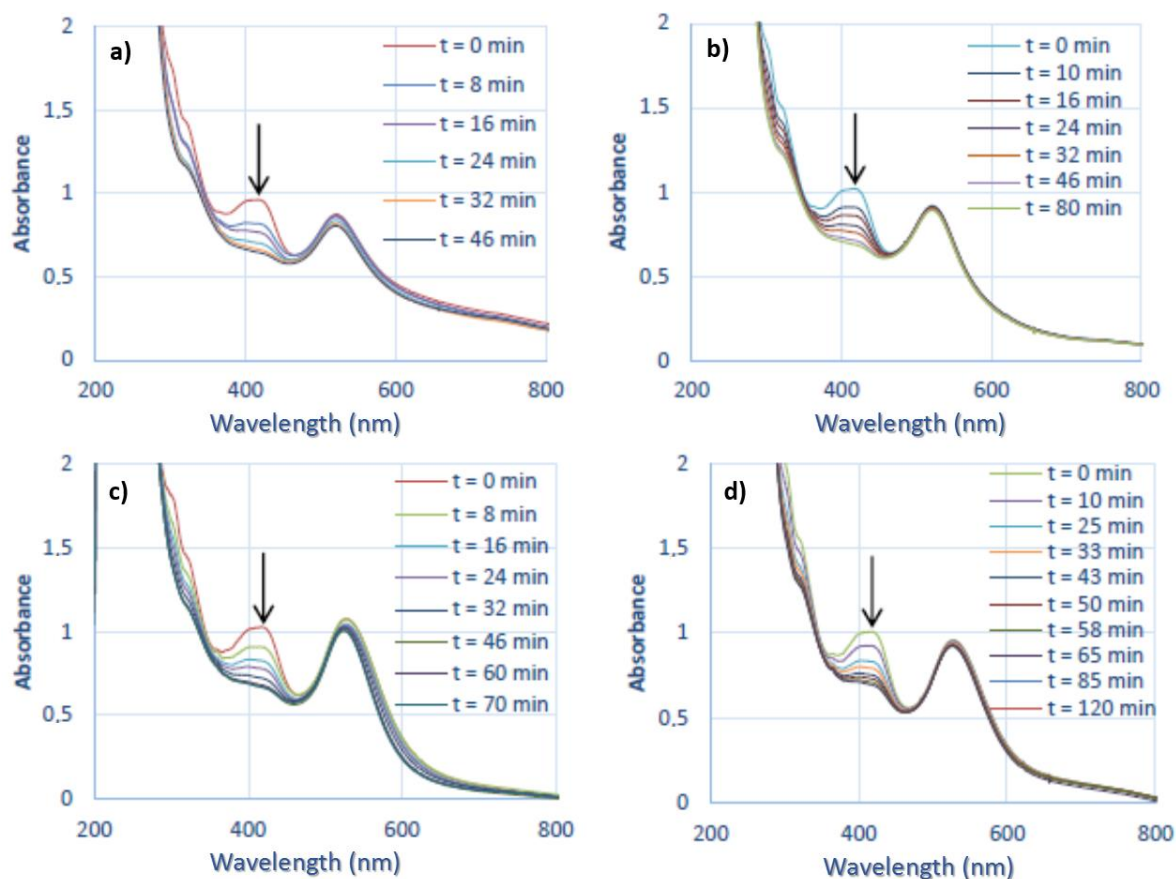 a)
2
1,5
1
0,5
0
Absorbance
t = 0 min
t = 8 min
t = 16 min
t = 24 min
t = 32 min
t = 46 min
200
400
600
800
Wavelength (nm)
b)
2
1,5
1
0,5
0
Absorbance
t = 0 min
t = 10 min
t = 16 min
t = 24 min
t = 32 min
t = 46 min
t = 80 min
200
400
600
800
Wavelength (nm)
c)
2
1,5
1
0,5
0
Absorbance
t = 0 min
t = 8 min
t = 16 min
t = 24 min
t = 32 min
t = 46 min
t = 60 min
t = 70 min
200
400
600
800
Wavelength (nm)
d)
2
1,5
1
0,5
0
Absorbance
t = 0 min
t = 10 min
t = 25 min
t = 33 min
t = 43 min
t = 50 min
t = 58 min
t = 65 min
t = 85 min
t = 120 min
200
400
600
800
Wavelength (nm)